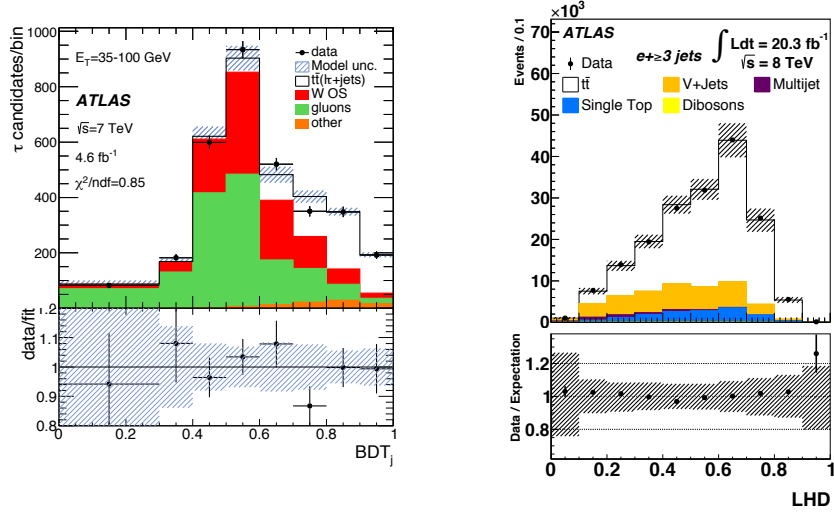 τ candidates/bin
1000
800
600
400
200
0
E_T=35-100 GeV
ATLAS
√s=7 TeV
4.6 fb⁻¹
χ²/ndf=0.85
data
Model unc.
tt̄(lτ+jets)
W OS
gluons
other
data/fit
1.2
1.1
1
0.9
0.8
0.2
0.4
0.6
0.8
1
BDT_j
×10³
Events / 0.1
70
60
50
40
30
20
10
0
ATLAS
e+≥3 jets
∫ Ldt = 20.3 fb⁻¹
√s = 8 TeV
Data
tt̄
V+Jets
Multijet
Single Top
Dibosons
Data / Expectation
1.2
1
0.8
0
0.2
0.4
0.6
0.8
1
LHD